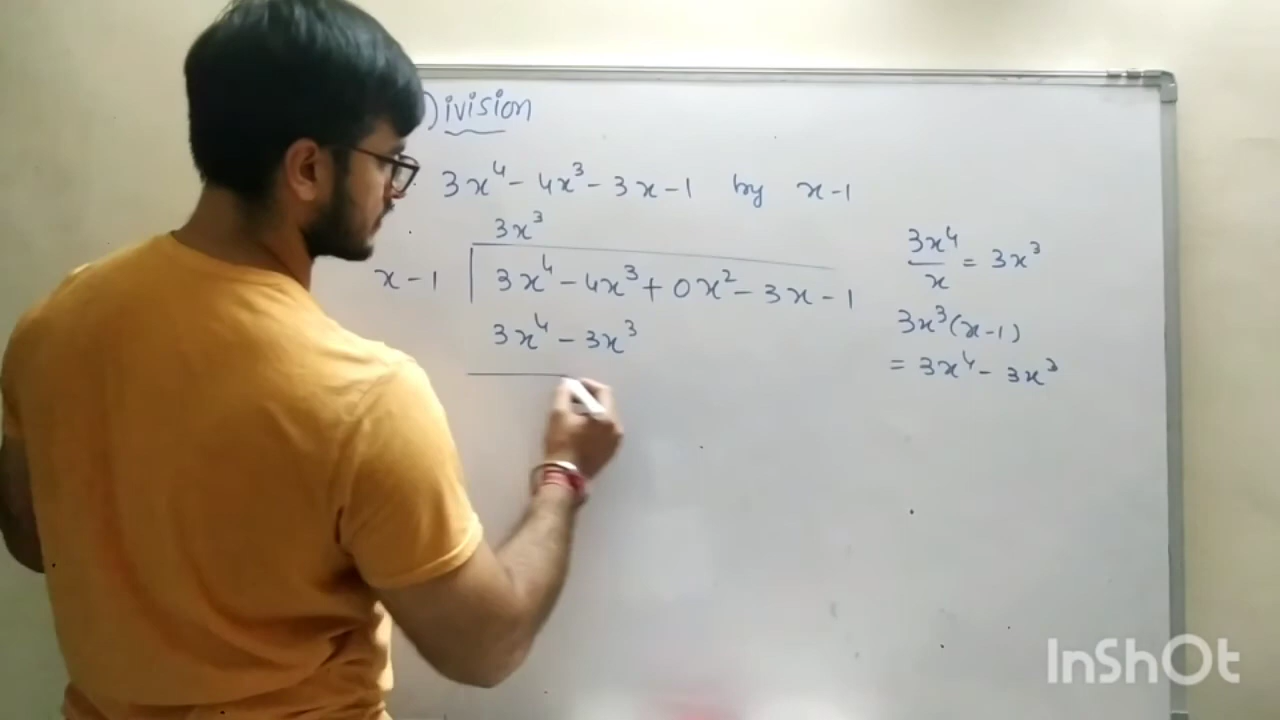 Division
3x⁴ - 4x³ - 3x - 1 by x - 1
3x³
x - 1 3x⁴ - 4x³ + 0x² - 3x - 1
3x⁴ - 3x³
3x⁴/x = 3x³
3x³(x-1)
= 3x⁴ - 3x³
InShOt